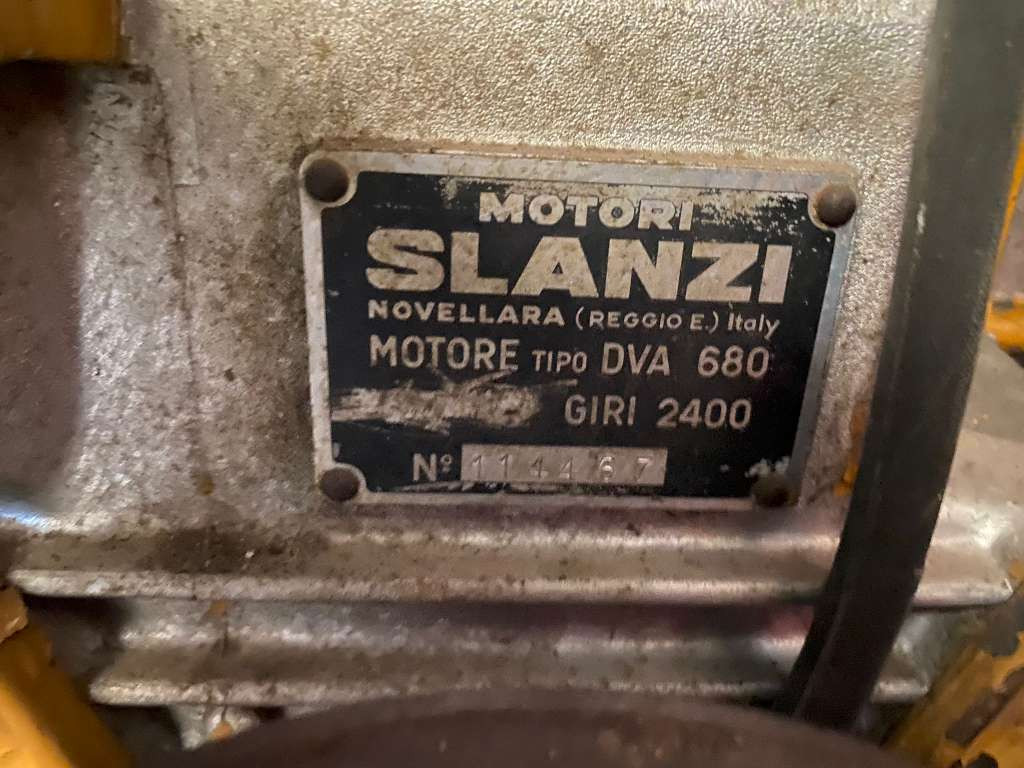 MOTORI
SLANZI
NOVELLARA (REGGIO E.) Italy
MOTORE TIPO DVA 680
GIRI 2400
Nº 114467